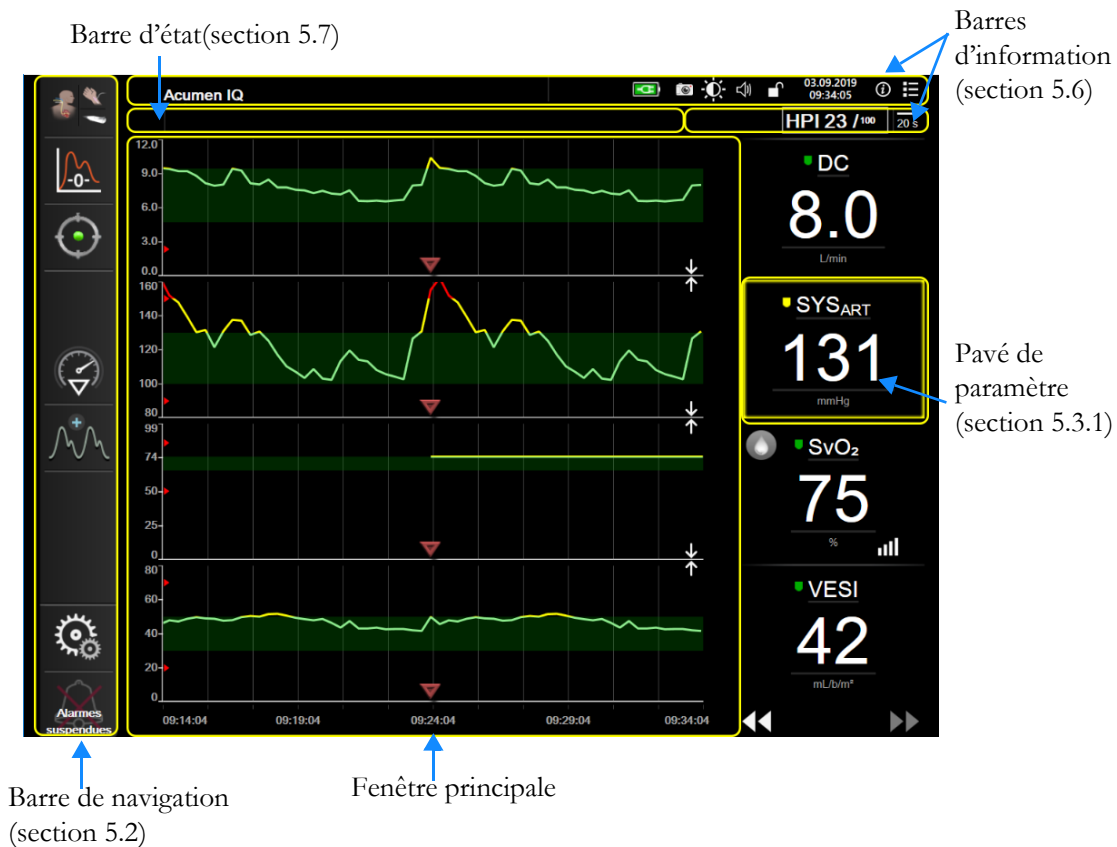 Barre d’état(section 5.7)
Barres
d’information
(section 5.6)
Acumen IQ
03.09.2019
09:34:05
HPI 23 /100
20 s
-0-
12.0
9.0
6.0
3.0
0.0
160
140
120
100
80
99
74
50
25
0
80
60
40
20
0
09:14:04
09:19:04
09:24:04
09:29:04
09:34:04
DC
8.0
L/min
SYSART
131
mmHg
SvO₂
75
%
VESI
42
mL/b/m²
Pavé de
paramètre
(section 5.3.1)
Alarmes
suspendues
Barre de navigation
(section 5.2)
Fenêtre principale